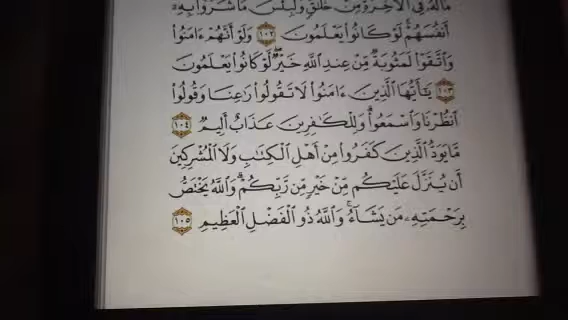 مَالَهُۥ فِى ٱلْأَخِرَةِ مِنْ خَلَٰقٍ وَلَبِئْسَ مَا شَرَوْا۟ بِهِۦٓ
أَنفُسَهُمْ لَوْ كَانُوا۟ يَعْلَمُونَ ١٠٢ وَلَوْ أَنَّهُمْ ءَامَنُوا۟
وَٱتَّقَوْا۟ لَمَثُوبَةٌ مِّنْ عِندِ ٱللَّهِ خَيْرٌ لَّوْ كَانُوا۟ يَعْلَمُونَ
١٠٣ يَٰٓأَيُّهَا ٱلَّذِينَ ءَامَنُوا۟ لَا تَقُولُوا۟ رَٰعِنَا وَقُولُوا۟
ٱنظُرْنَا وَٱسْمَعُوا۟ وَلِلْكَٰفِرِينَ عَذَابٌ أَلِيمٌ ١٠٤
مَّا يَوَدُّ ٱلَّذِينَ كَفَرُوا۟ مِنْ أَهْلِ ٱلْكِتَٰبِ وَلَا ٱلْمُشْرِكِينَ
أَن يُنَزَّلَ عَلَيْكُم مِّنْ خَيْرٍ مِّن رَّبِّكُمْ وَٱللَّهُ يَخْتَصُّ
بِرَحْمَتِهِۦ مَن يَشَآءُ وَٱللَّهُ ذُو ٱلْفَضْلِ ٱلْعَظِيمِ ١٠٥